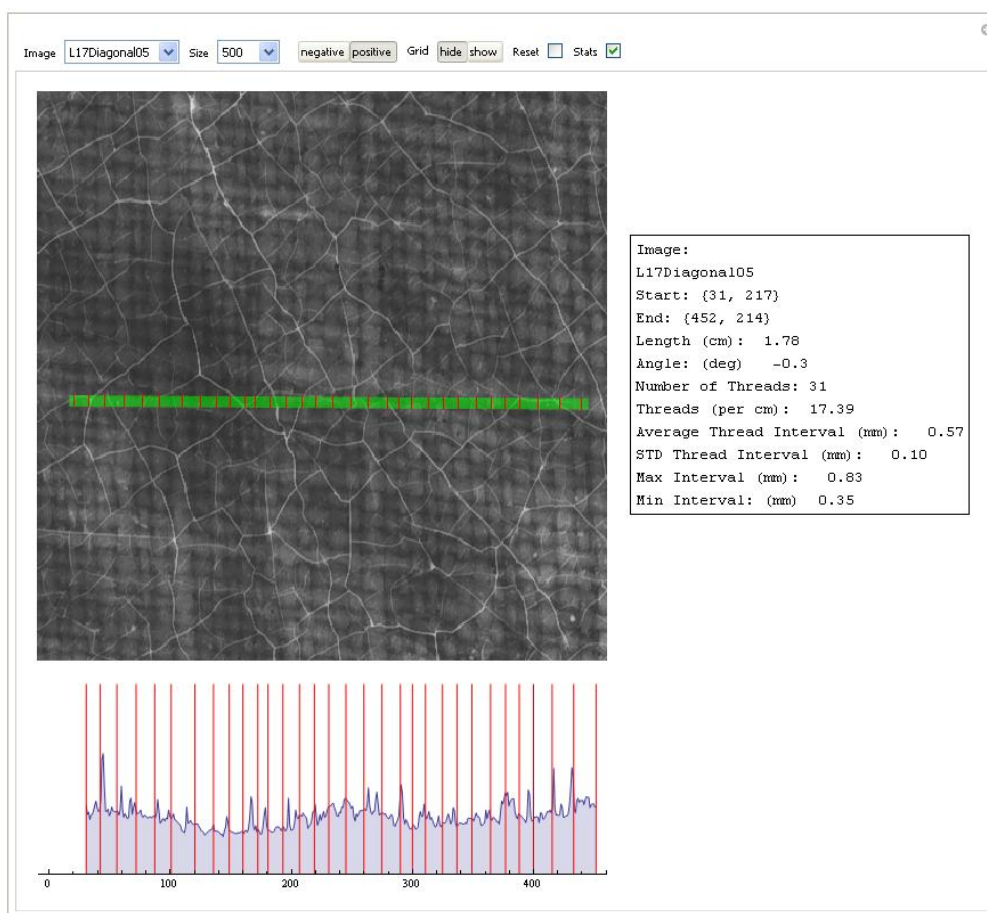 Image L17Diagonal05 Size 500 negative positive Grid hide show Reset Stats
Image:
L17Diagonal05
Start: {31, 217}
End: {452, 214}
Length (cm): 1.78
Angle: (deg) -0.3
Number of Threads: 31
Threads (per cm): 17.39
Average Thread Interval (mm): 0.57
STD Thread Interval (mm): 0.10
Max Interval (mm): 0.83
Min Interval: (mm) 0.35
0 100 200 300 400